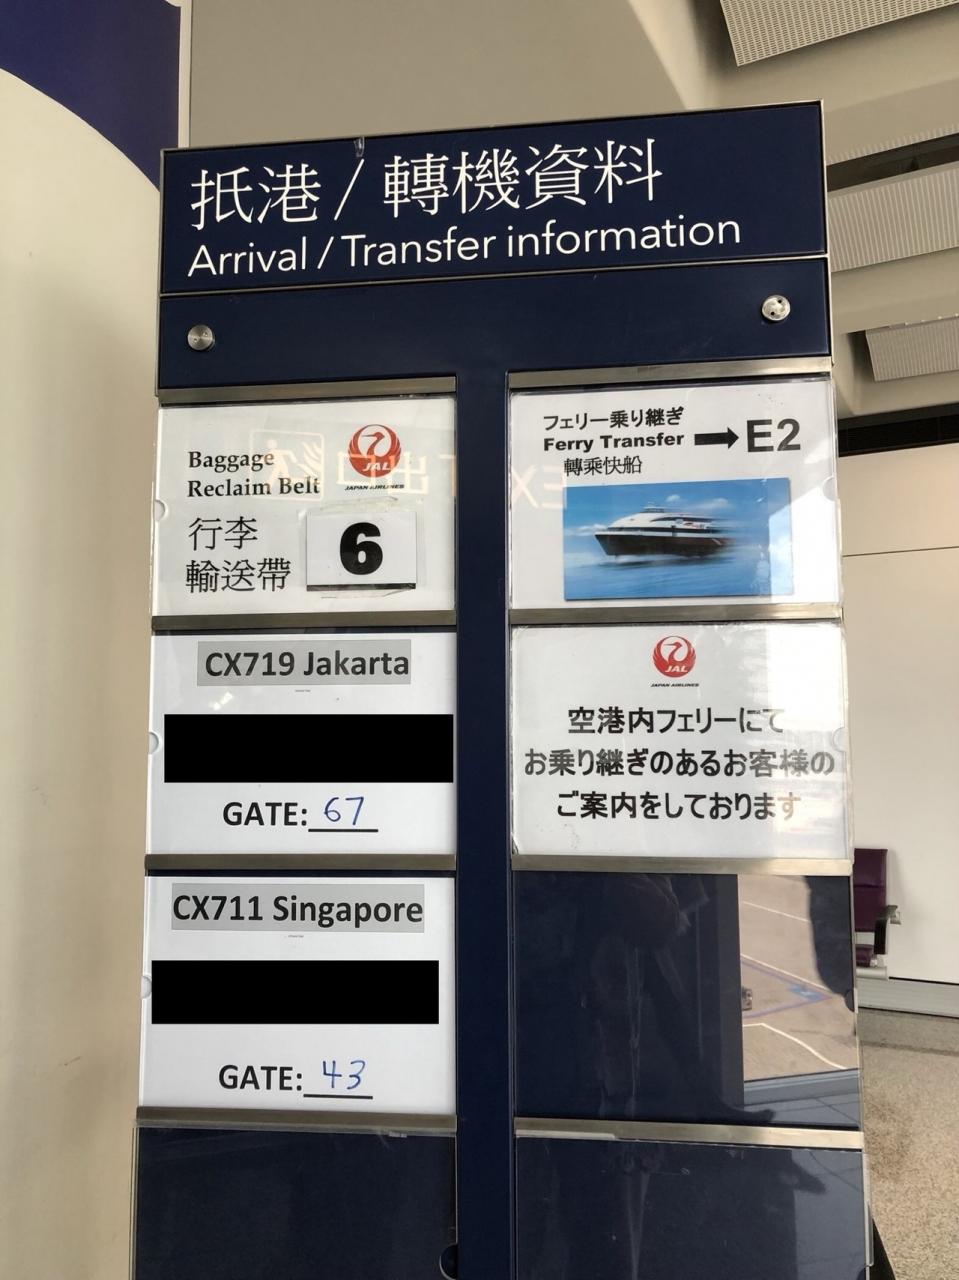 抵港 / 轉機資料
Arrival / Transfer information
Baggage
Reclaim Belt
JAL
JAPAN AIRLINES
行李
輸送帶
6
CX719 Jakarta
GATE: 67
CX711 Singapore
GATE: 43
フェリー乗り継ぎ
Ferry Transfer
轉乘快船
E2
JAL
JAPAN AIRLINES
空港内フェリーにて
お乗り継ぎのあるお客様の
ご案内をしております